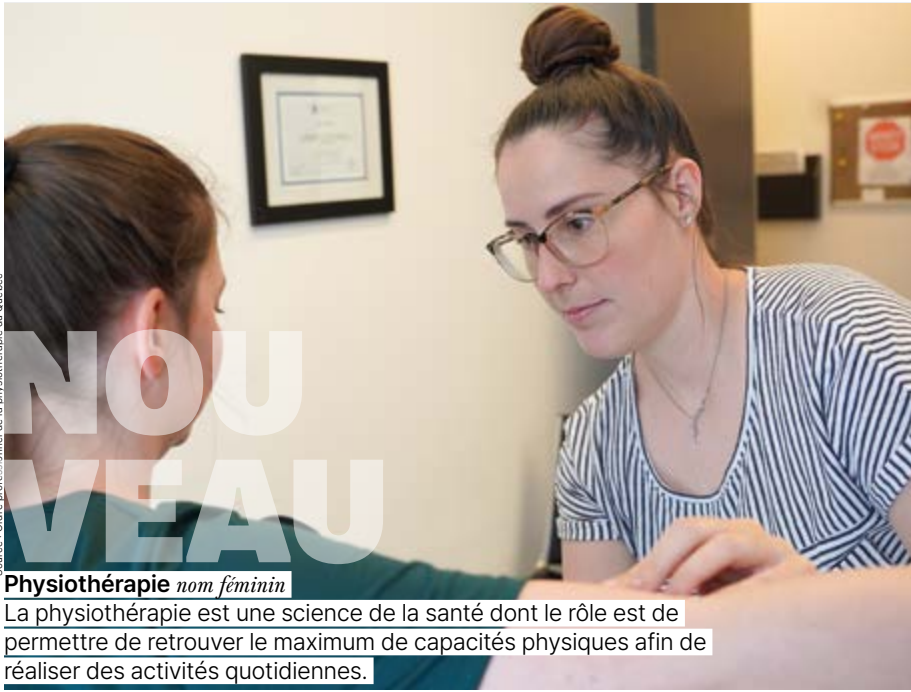 NOU
VEAU
Physiothérapie nom féminin
La physiothérapie est une science de la santé dont le rôle est de
permettre de retrouver le maximum de capacités physiques afin de
réaliser des activités quotidiennes.